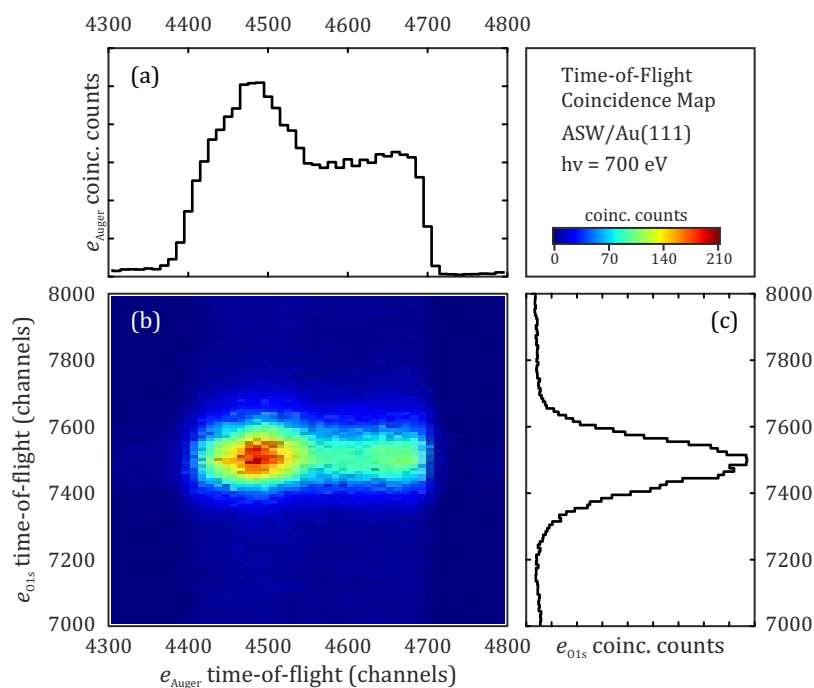 4300 4400 4500 4600 4700 4800
(a)
e_Auger coinc. counts
Time-of-Flight
Coincidence Map
ASW/Au(111)
hν = 700 eV
coinc. counts
0 70 140 210
8000
7800
7600
7400
7200
7000
e_O1s time-of-flight (channels)
(b)
4300 4400 4500 4600 4700 4800
e_Auger time-of-flight (channels)
(c)
8000
7800
7600
7400
7200
7000
e_O1s coinc. counts